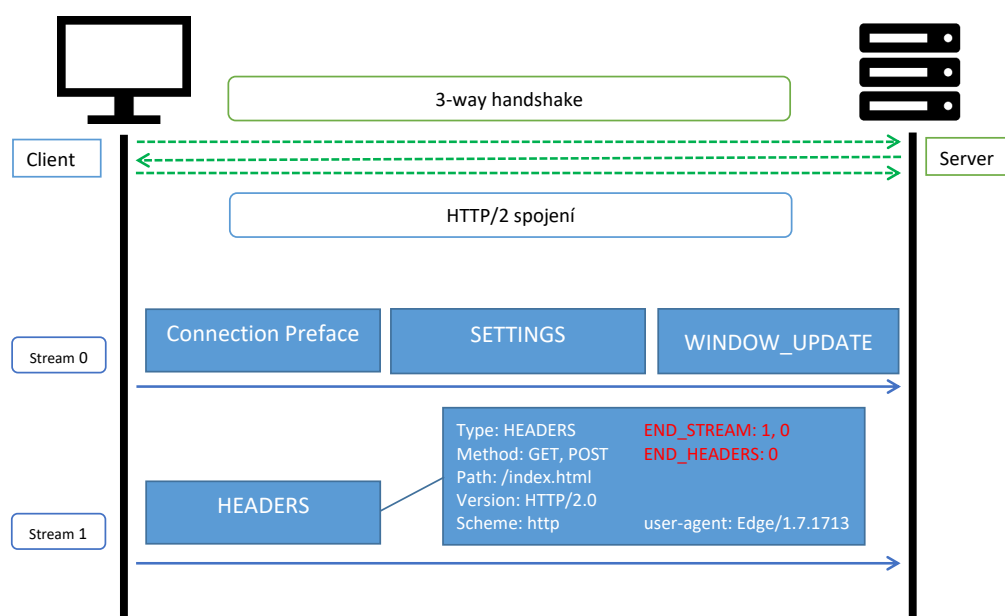 3-way handshake
Client
Server
HTTP/2 spojení
Connection Preface
SETTINGS
WINDOW_UPDATE
Stream 0
Type: HEADERS END_STREAM: 1, 0
Method: GET, POST END_HEADERS: 0
Path: /index.html
Version: HTTP/2.0
Scheme: http user-agent: Edge/1.7.1713
HEADERS
Stream 1